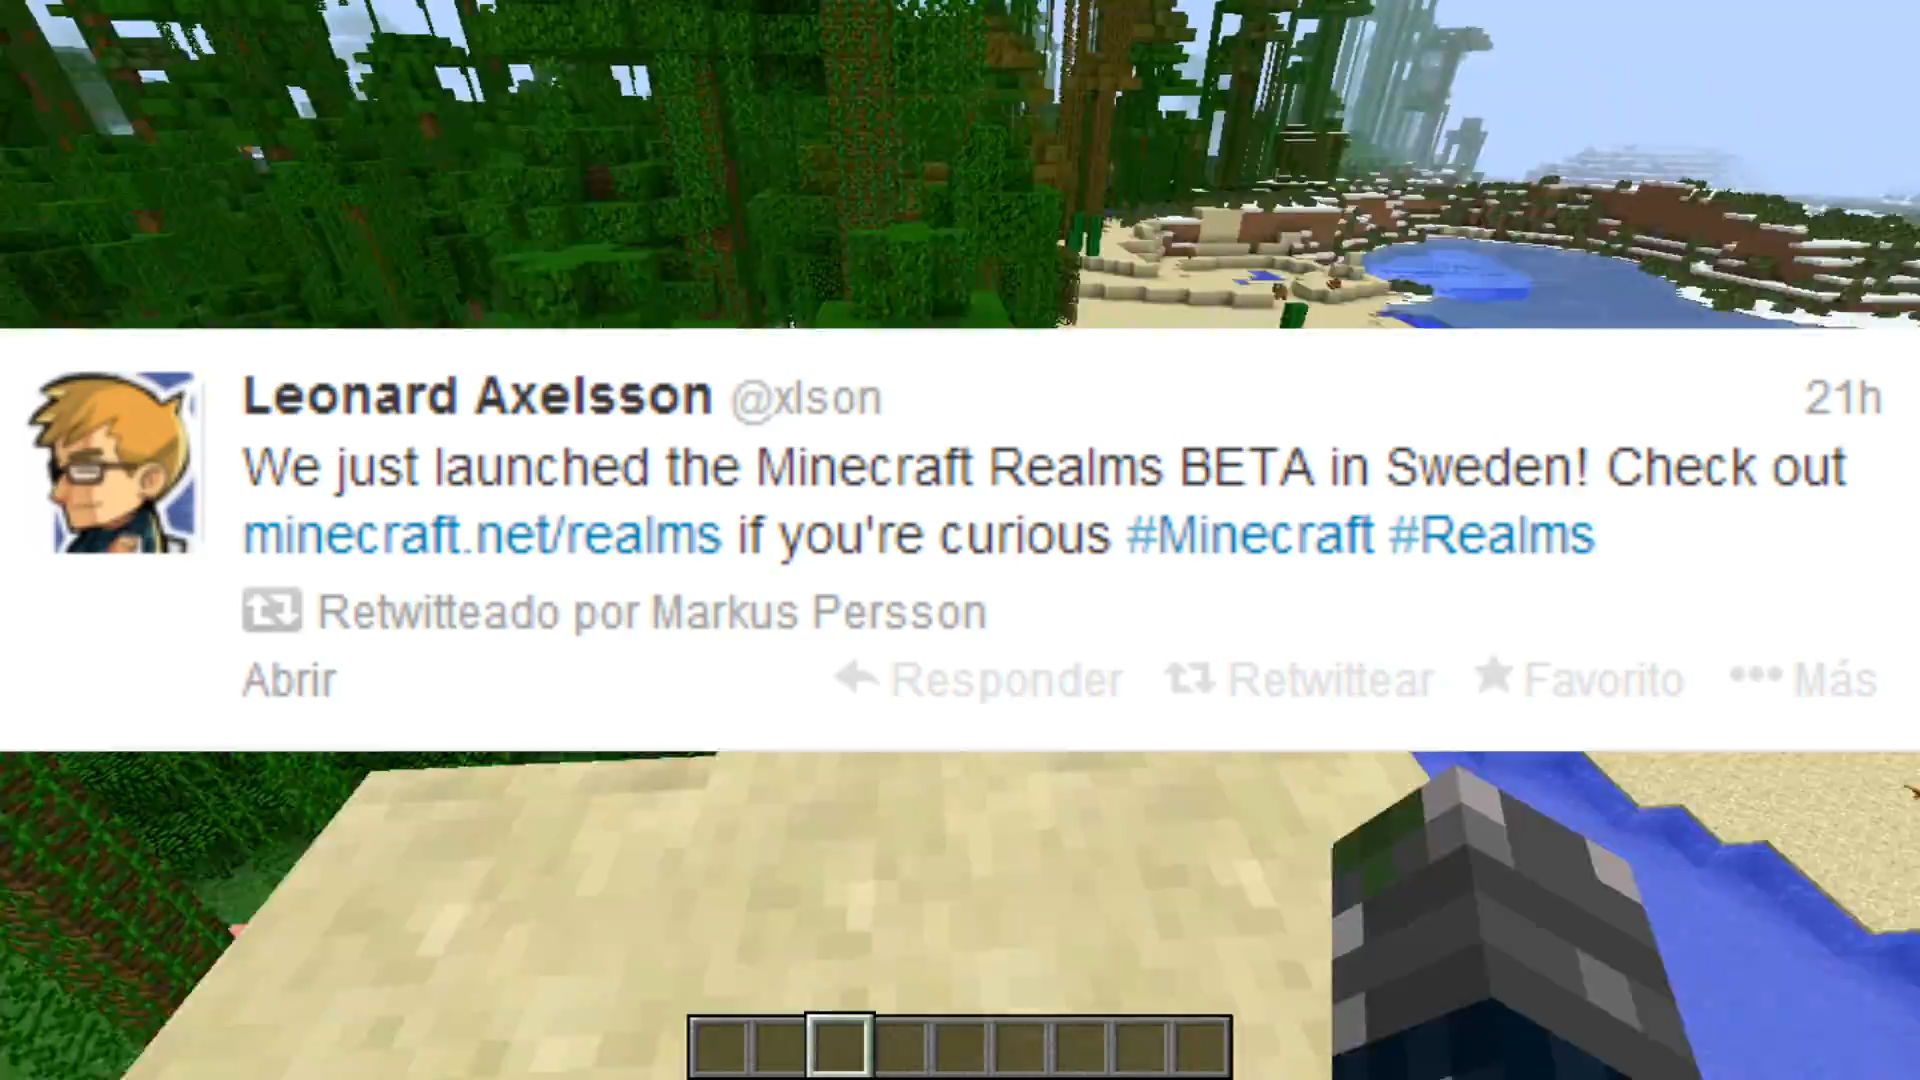 Leonard Axelsson @xlson 21h
We just launched the Minecraft Realms BETA in Sweden! Check out
minecraft.net/realms if you're curious #Minecraft #Realms
Retwitteado por Markus Persson
Abrir Responder Retwittear Favorito Más